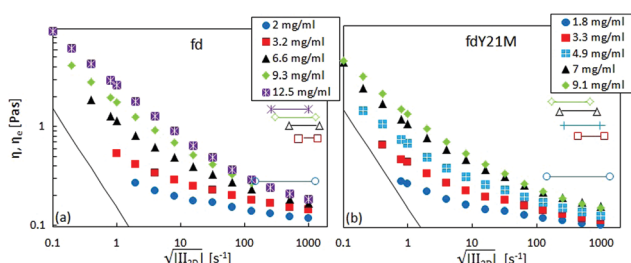 fd
2 mg/ml
3.2 mg/ml
6.6 mg/ml
9.3 mg/ml
12.5 mg/ml
η, ηe [Pas]
1
0.1
(a)
0.1 1 10 100 1000
√|II2D| [s-1]
fdY21M
1.8 mg/ml
3.3 mg/ml
4.9 mg/ml
7 mg/ml
9.1 mg/ml
(b)
0.1 1 10 100 1000
√|II2D| [s-1]